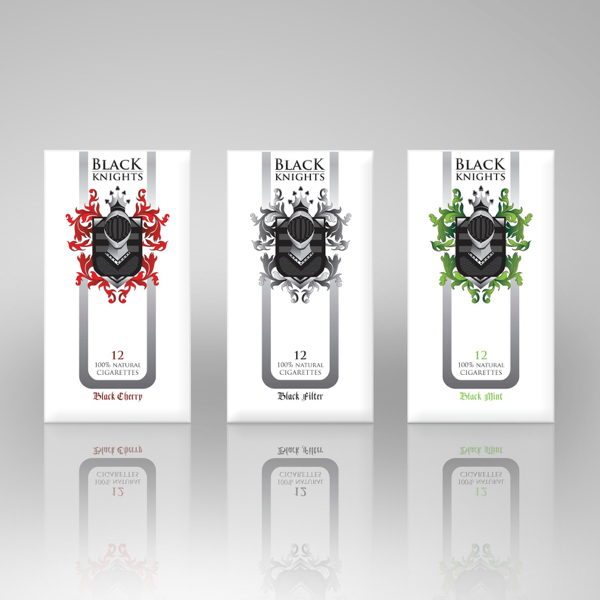 BLACK
KNIGHTS
12
100% NATURAL
CIGARETTES
Black Cherry
BLACK
KNIGHTS
12
100% NATURAL
CIGARETTES
Black Filter
BLACK
KNIGHTS
12
100% NATURAL
CIGARETTES
Black Mint